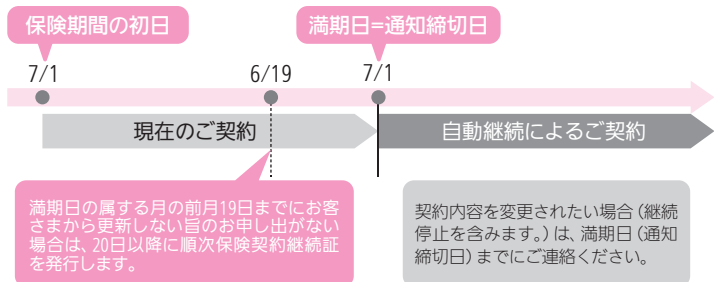 保険期間の初日
満期日=通知締切日
7/1
6/19
7/1
現在のご契約
自動継続によるご契約
満期日の属する月の前月19日までにお客
さまから更新しない旨のお申し出がない
場合は、20日以降に順次保険契約継続証
を発行します。
契約内容を変更されたい場合(継続
停止を含みます。)は、満期日(通知
締切日)までにご連絡ください。